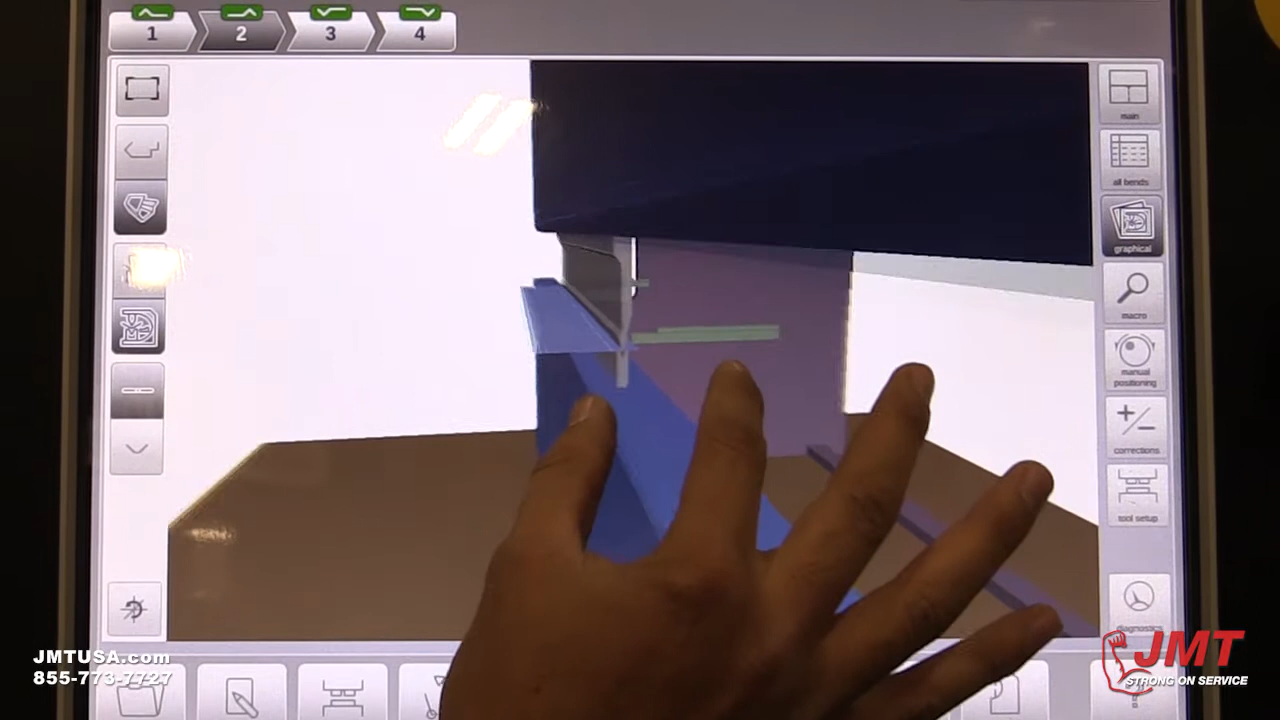 1 2 3 4
main
all bends
graphical
macro
manual
positioning
corrections
tool setup
diagnostics
JMTUSA.com
855-773-7727
JMT
STRONG ON SERVICE